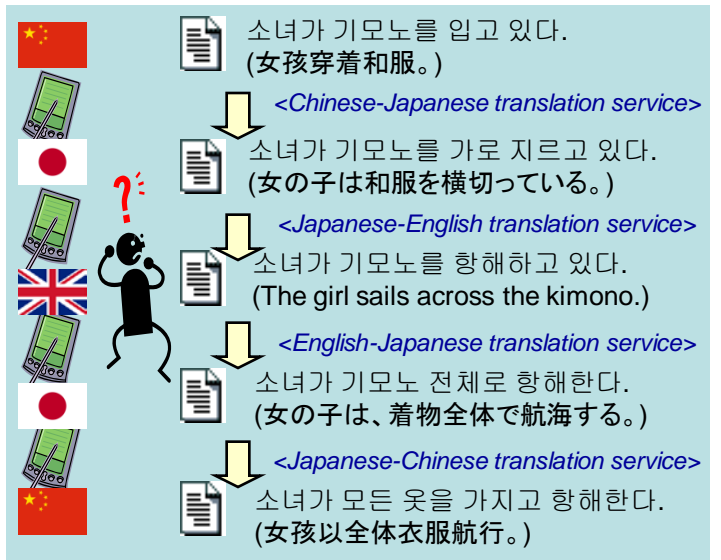 소녀가 기모노를 입고 있다.
(女孩穿着和服。)
<Chinese-Japanese translation service>
소녀가 기모노를 가로 지르고 있다.
(女の子は和服を横切っている。)
?
<Japanese-English translation service>
소녀가 기모노를 항해하고 있다.
(The girl sails across the kimono.)
<English-Japanese translation service>
소녀가 기모노 전체로 항해한다.
(女の子は、着物全体で航海する。)
<Japanese-Chinese translation service>
소녀가 모든 옷을 가지고 항해한다.
(女孩以全体衣服航行。)